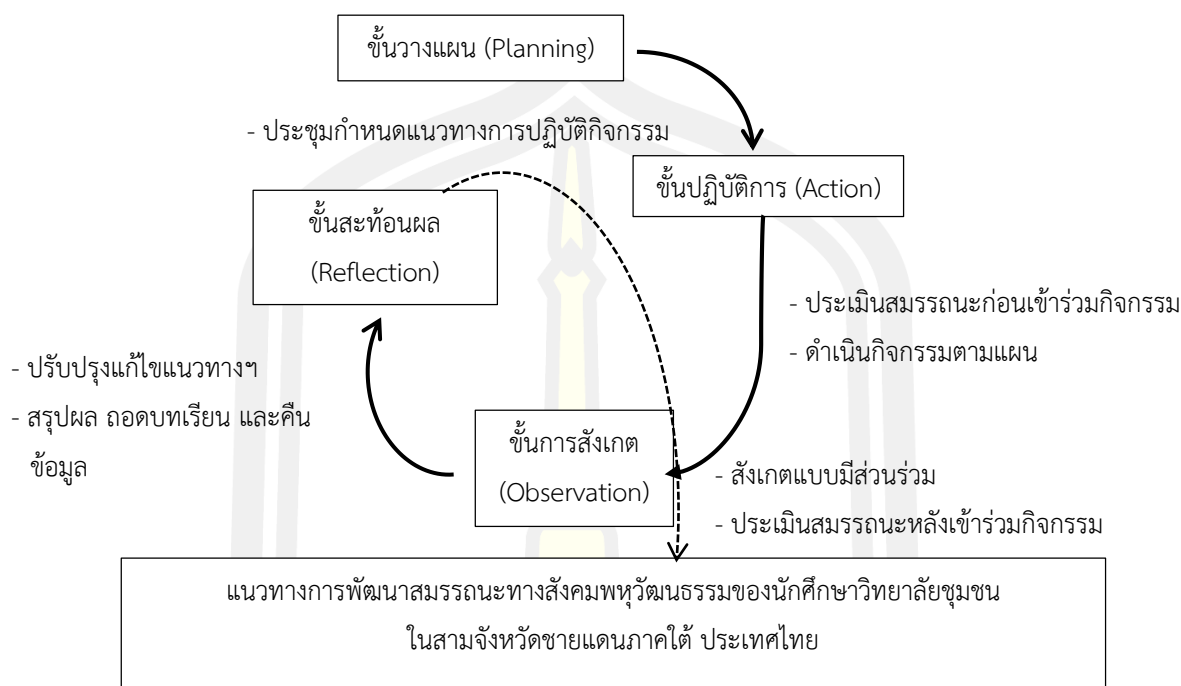 ขั้นวางแผน (Planning)
- ประชุมกำหนดแนวทางการปฏิบัติกิจกรรม
ขั้นปฏิบัติการ (Action)
- ประเมินสมรรถนะก่อนเข้าร่วมกิจกรรม
- ดำเนินกิจกรรมตามแผน
ขั้นการสังเกต
(Observation)
- สังเกตแบบมีส่วนร่วม
- ประเมินสมรรถนะหลังเข้าร่วมกิจกรรม
ขั้นสะท้อนผล
(Reflection)
- ปรับปรุงแก้ไขแนวทางฯ
- สรุปผล ถอดบทเรียน และคืน
ข้อมูล
แนวทางการพัฒนาสมรรถนะทางสังคมพหุวัฒนธรรมของนักศึกษาวิทยาลัยชุมชน
ในสามจังหวัดชายแดนภาคใต้ ประเทศไทย